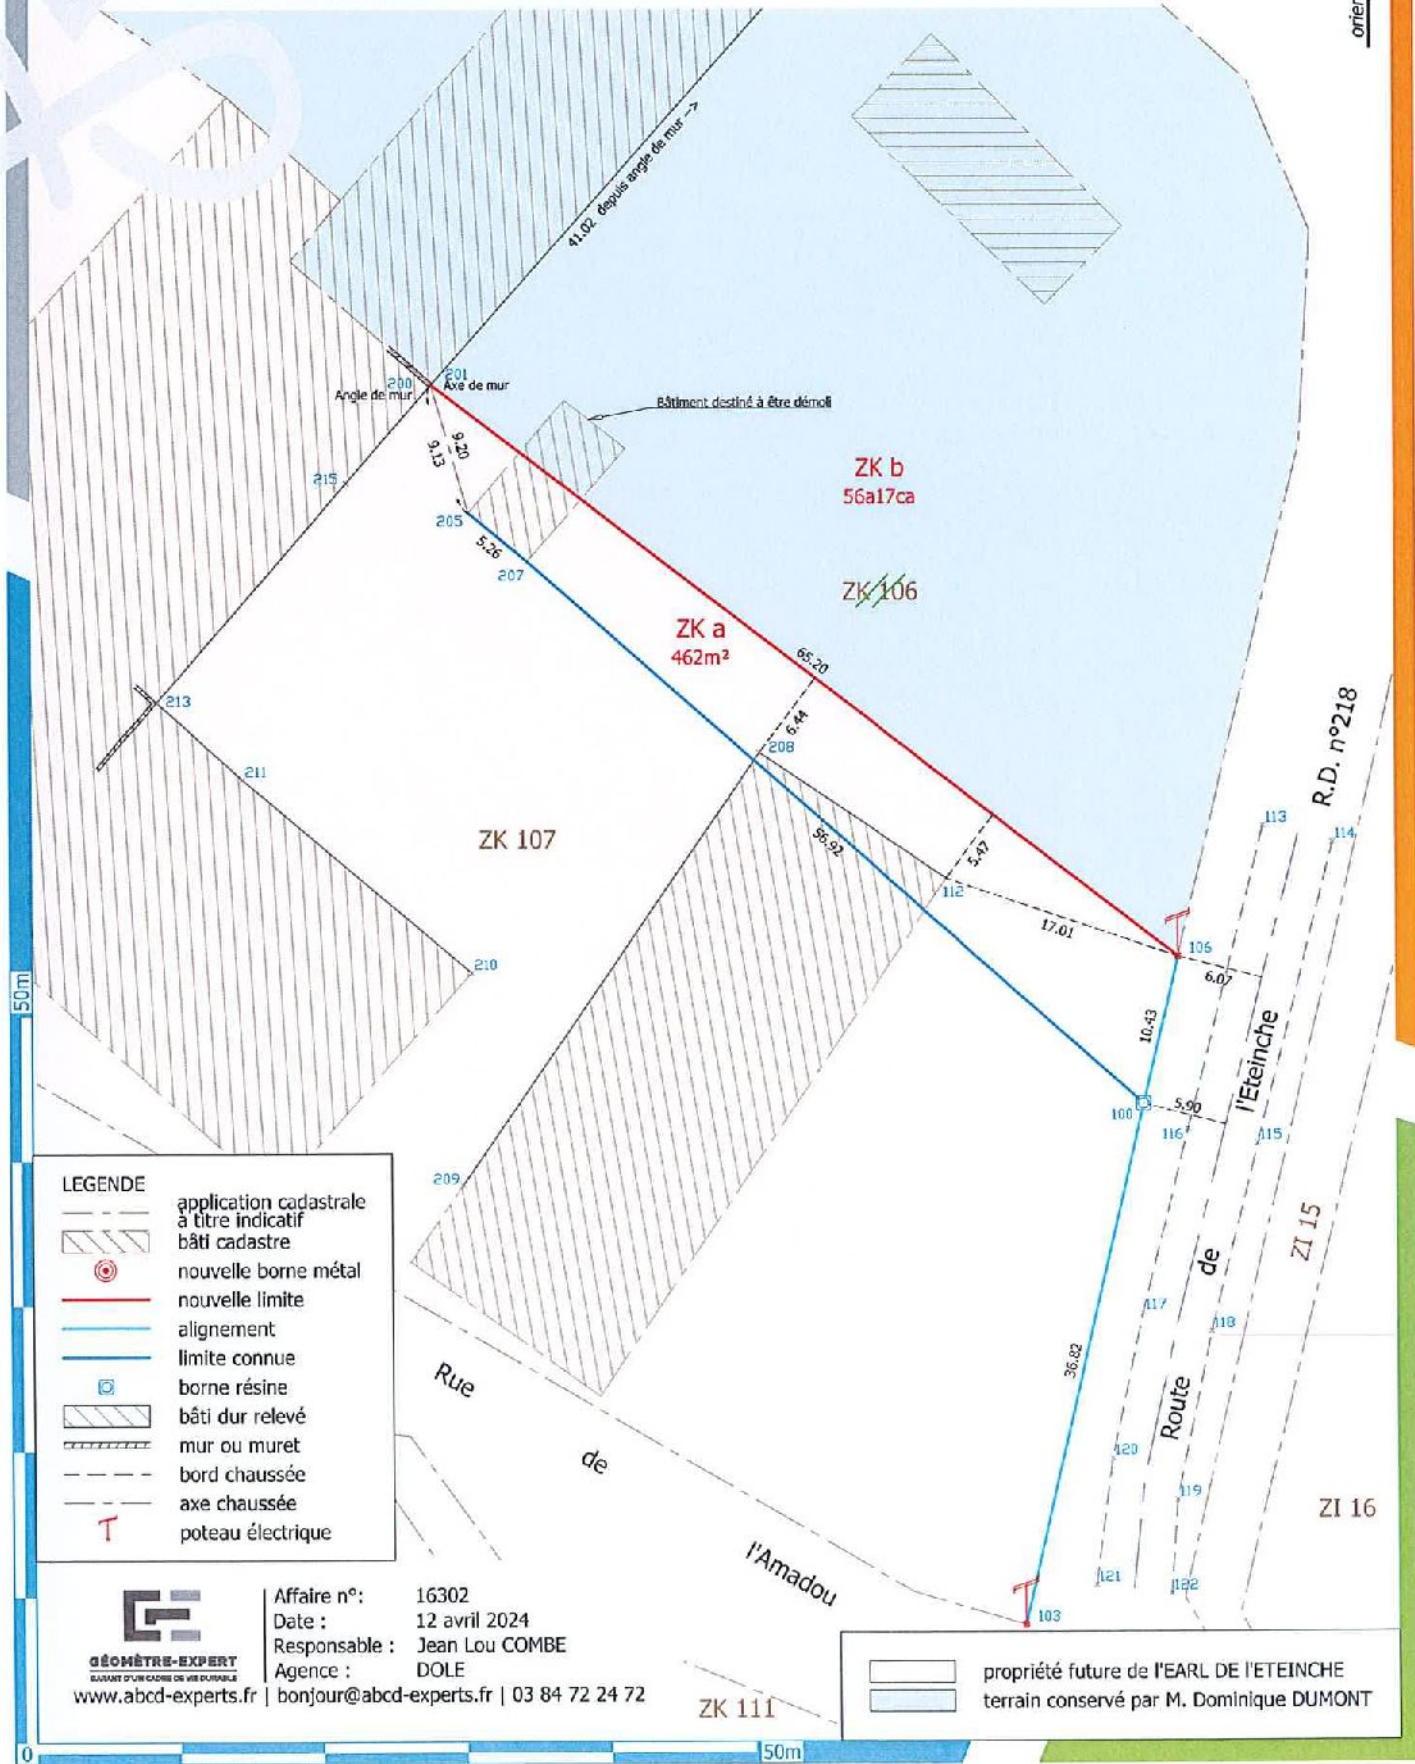 orien
41.02 depuis angle de mur -->
200
201
Angle de mur
Axe de mur
Bâtiment destiné à être démoli
9.20
9.13
215
205
5.26
207
ZK b
56a17ca
ZK 106
ZK a
462m²
65.20
213
6.44
208
211
R.D. n°218
113
114
ZK 107
56.92
5.47
112
17.01
106
6.07
210
50m
10.43
l'Eteinche
5.90
100
116
115
209
ZI 15
de
117
118
36.82
Route
120
119
ZI 16
121
122
103
Rue
de
l'Amadou
LEGENDE
application cadastrale
à titre indicatif
bâti cadastre
nouvelle borne métal
nouvelle limite
alignement
limite connue
borne résine
bâti dur relevé
mur ou muret
bord chaussée
axe chaussée
poteau électrique
GÉOMÈTRE-EXPERT
GARANT D'UN CADRE DE VIE DURABLE
Affaire n°: 16302
Date : 12 avril 2024
Responsable : Jean Lou COMBE
Agence : DOLE
www.abcd-experts.fr | bonjour@abcd-experts.fr | 03 84 72 24 72
ZK 111
propriété future de l'EARL DE l'ETEINCHE
terrain conservé par M. Dominique DUMONT
0
50m